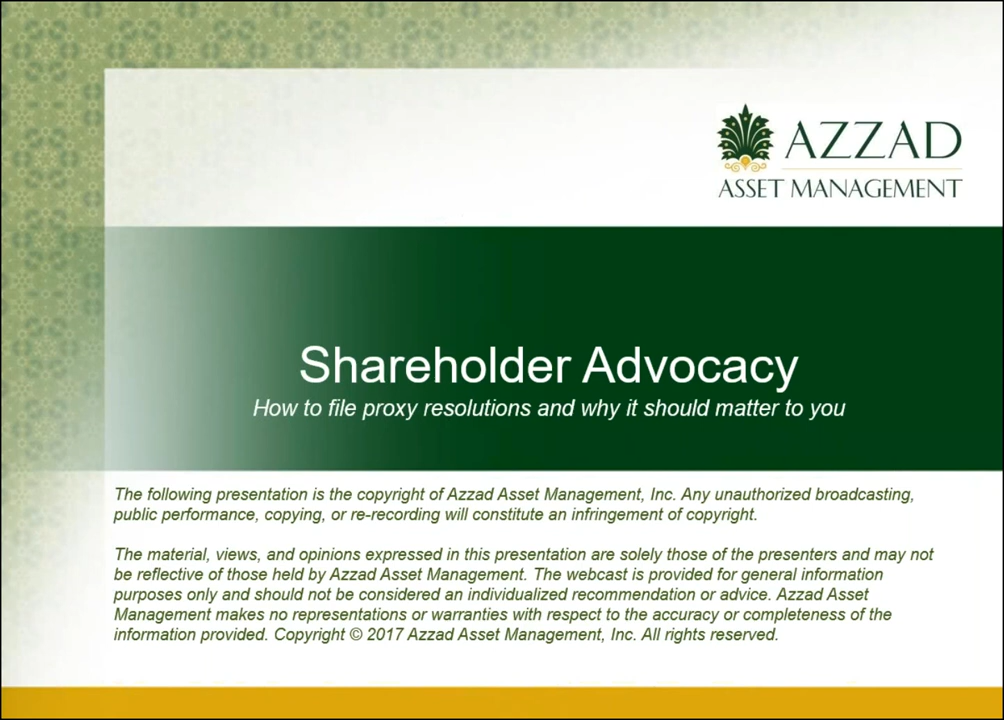 AZZAD
ASSET MANAGEMENT
Shareholder Advocacy
How to file proxy resolutions and why it should matter to you
The following presentation is the copyright of Azzad Asset Management, Inc. Any unauthorized broadcasting,
public performance, copying, or re-recording will constitute an infringement of copyright.
The material, views, and opinions expressed in this presentation are solely those of the presenters and may not
be reflective of those held by Azzad Asset Management. The webcast is provided for general information
purposes only and should not be considered an individualized recommendation or advice. Azzad Asset
Management makes no representations or warranties with respect to the accuracy or completeness of the
information provided. Copyright © 2017 Azzad Asset Management, Inc. All rights reserved.